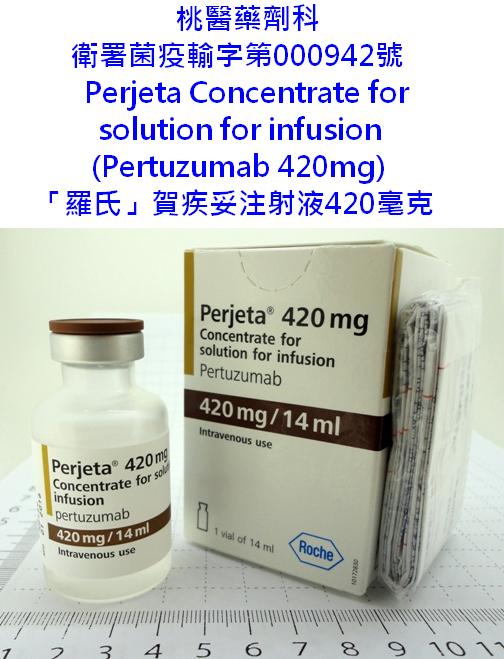 桃醫藥劑科
衛署菌疫輸字第000942號
Perjeta Concentrate for
solution for infusion
(Pertuzumab 420mg)
「羅氏」賀疾妥注射液420毫克
Perjeta® 420 mg
Concentrate for
solution for infusion
Pertuzumab
420 mg/14 ml
Intravenous use
1 vial of 14 ml
Roche
10172830
Perjeta® 420 mg
Concentrate for solu
infusion
pertuzumab
420 mg/14 ml
Intravenous use
1 2 3 4 5 6 7 8 9 10 11